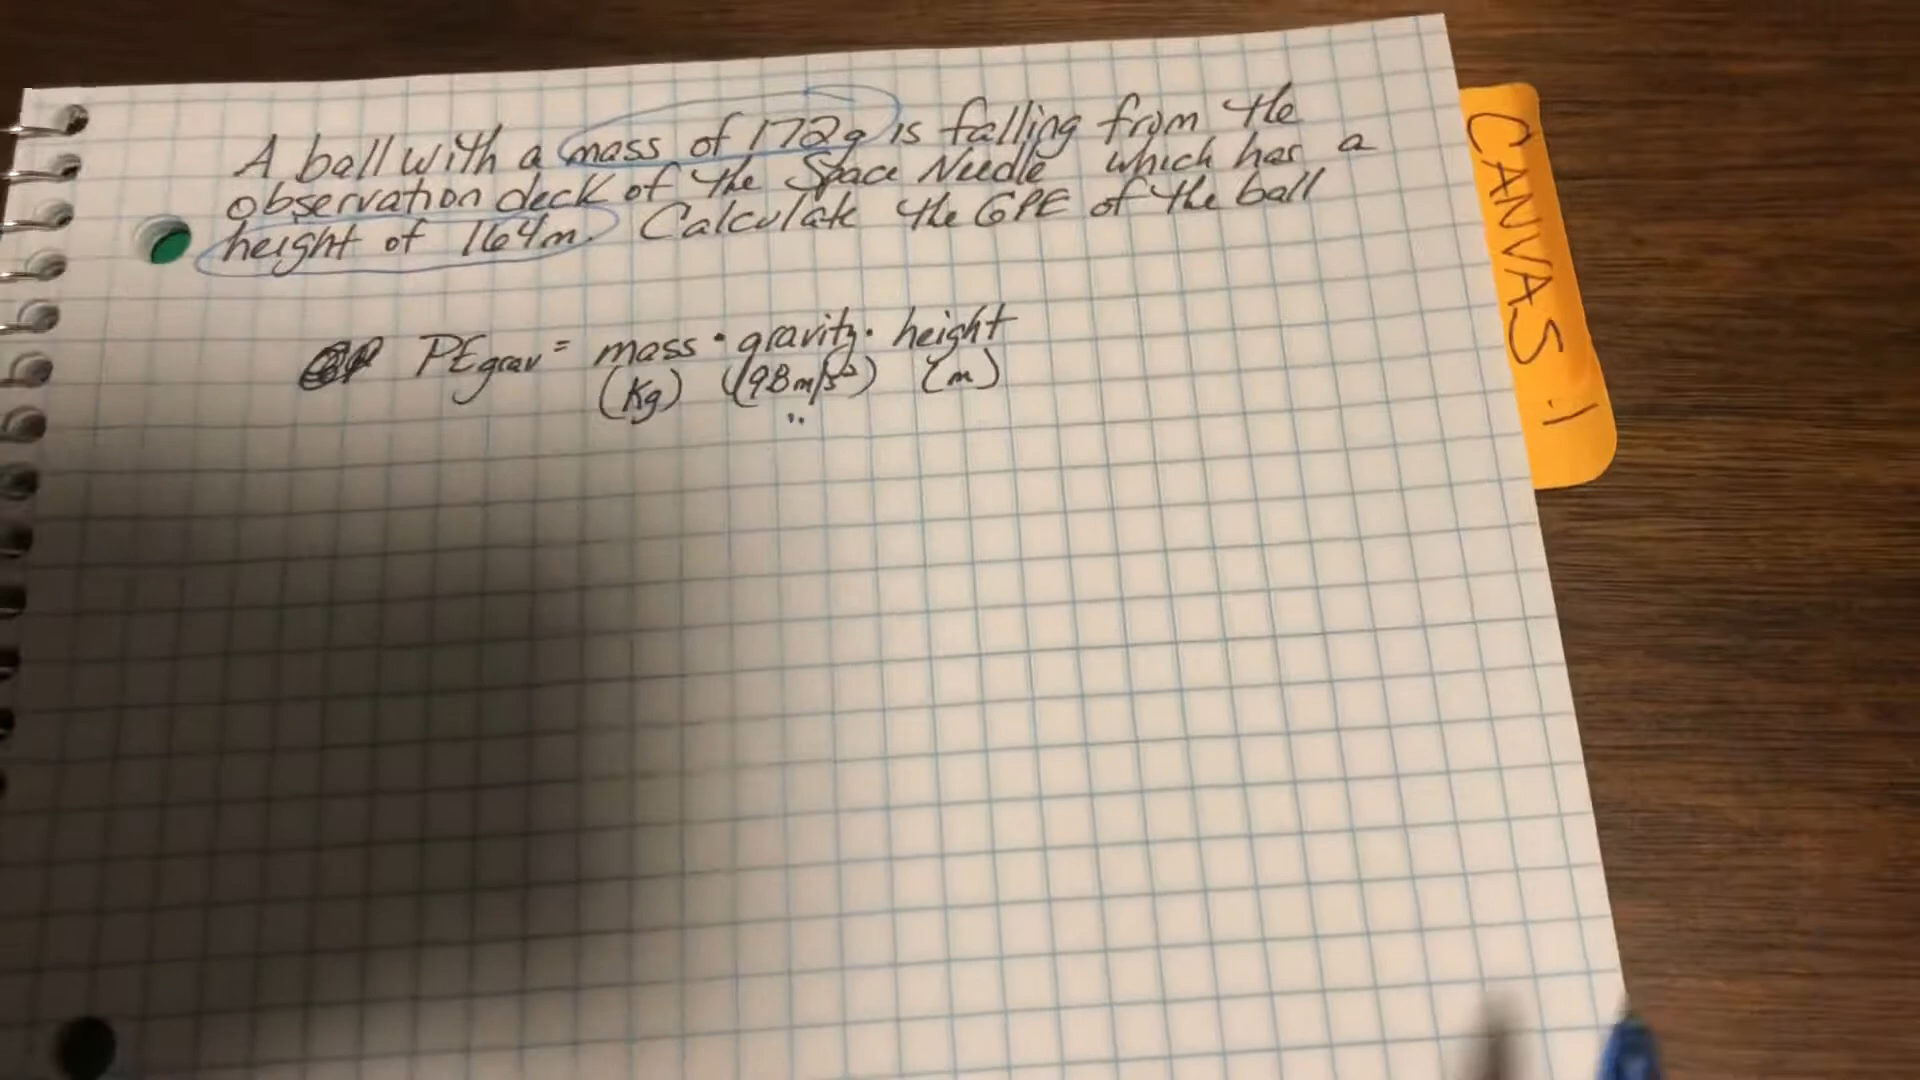 A ball with a mass of 172g is falling from the
observation deck of the Space Needle which has a
height of 164m. Calculate the GPE of the ball
PEgrav = mass · gravity · height
(Kg) (9.8m/s²) (m)
CANVAS.1